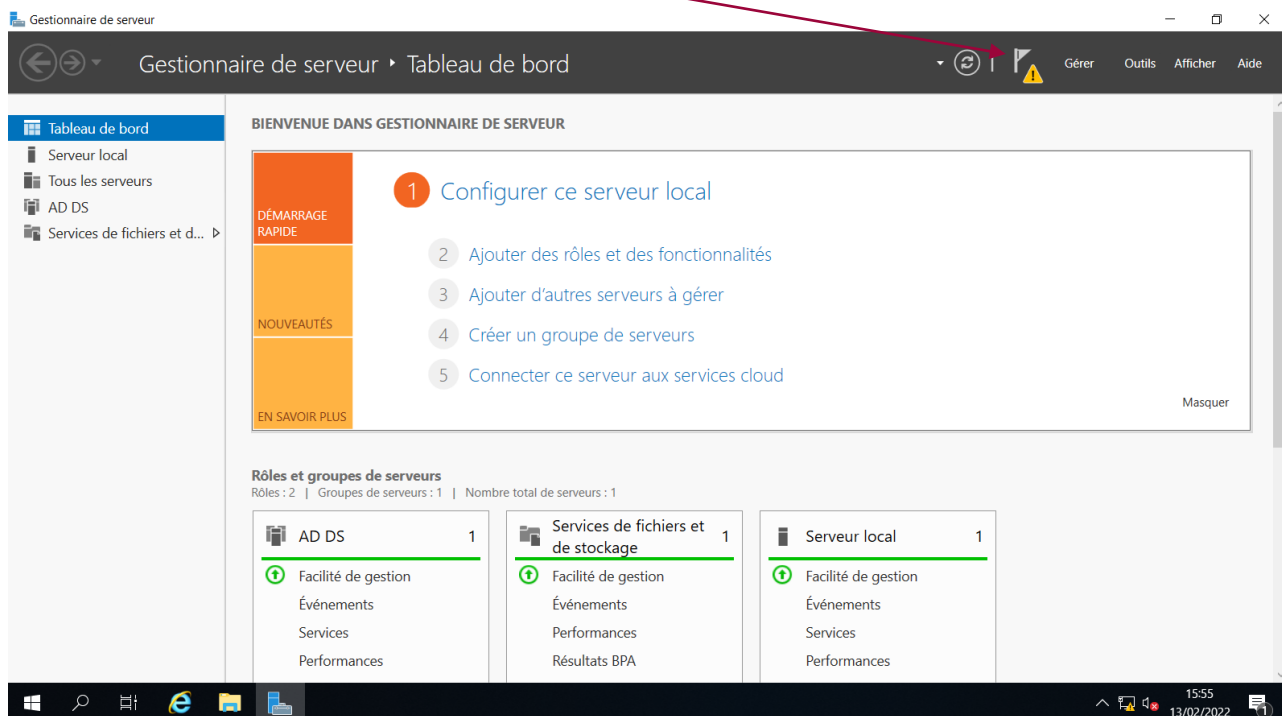 Gestionnaire de serveur
Gestionnaire de serveur • Tableau de bord
Gérer Outils Afficher Aide
Tableau de bord
Serveur local
Tous les serveurs
AD DS
Services de fichiers et d...
BIENVENUE DANS GESTIONNAIRE DE SERVEUR
DÉMARRAGE
RAPIDE
NOUVEAUTÉS
EN SAVOIR PLUS
1 Configurer ce serveur local
2 Ajouter des rôles et des fonctionnalités
3 Ajouter d'autres serveurs à gérer
4 Créer un groupe de serveurs
5 Connecter ce serveur aux services cloud
Masquer
Rôles et groupes de serveurs
Rôles : 2 | Groupes de serveurs : 1 | Nombre total de serveurs : 1
AD DS 1
Facilité de gestion
Événements
Services
Performances
Services de fichiers et
de stockage 1
Facilité de gestion
Événements
Performances
Résultats BPA
Serveur local 1
Facilité de gestion
Événements
Services
Performances
15:55
13/02/2022
1